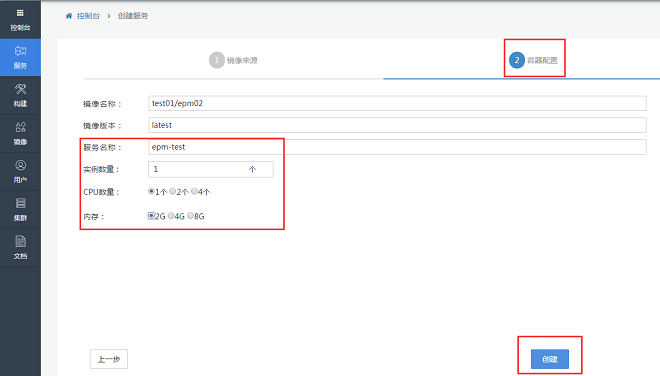 控制台 > 创建服务
控制台
服务
构建
镜像
用户
集群
文档
1 镜像来源
2 容器配置
镜像名称： test01/epm02
镜像版本： latest
服务名称： epm-test
实例数量： 1 个
CPU数量： 1个 2个 4个
内存： 2G 4G 8G
上一步
创建